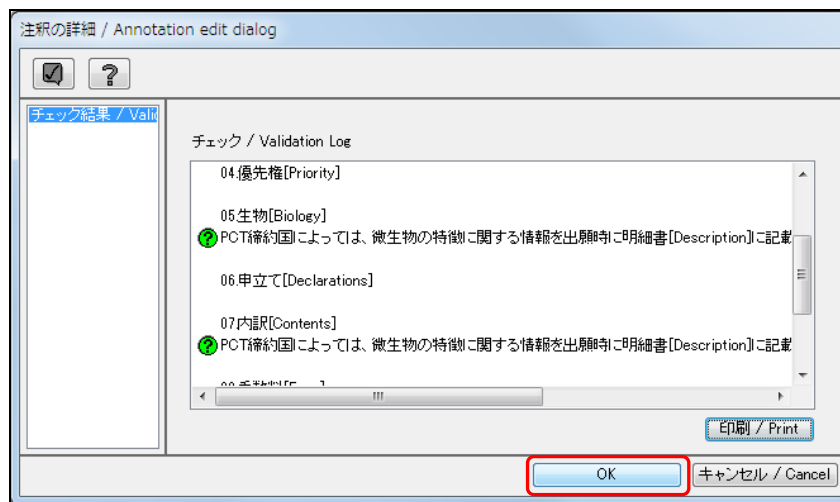 注釈の詳細 / Annotation edit dialog
チェック結果 / Valid
チェック / Validation Log
04.優先権[Priority]
05.生物[Biology]
PCT締約国によっては、微生物の特徴に関する情報を出願時に明細書[Description]に記載
06.申立て[Declarations]
07.内訳[Contents]
PCT締約国によっては、微生物の特徴に関する情報を出願時に明細書[Description]に記載
印刷 / Print
OK
キャンセル / Cancel